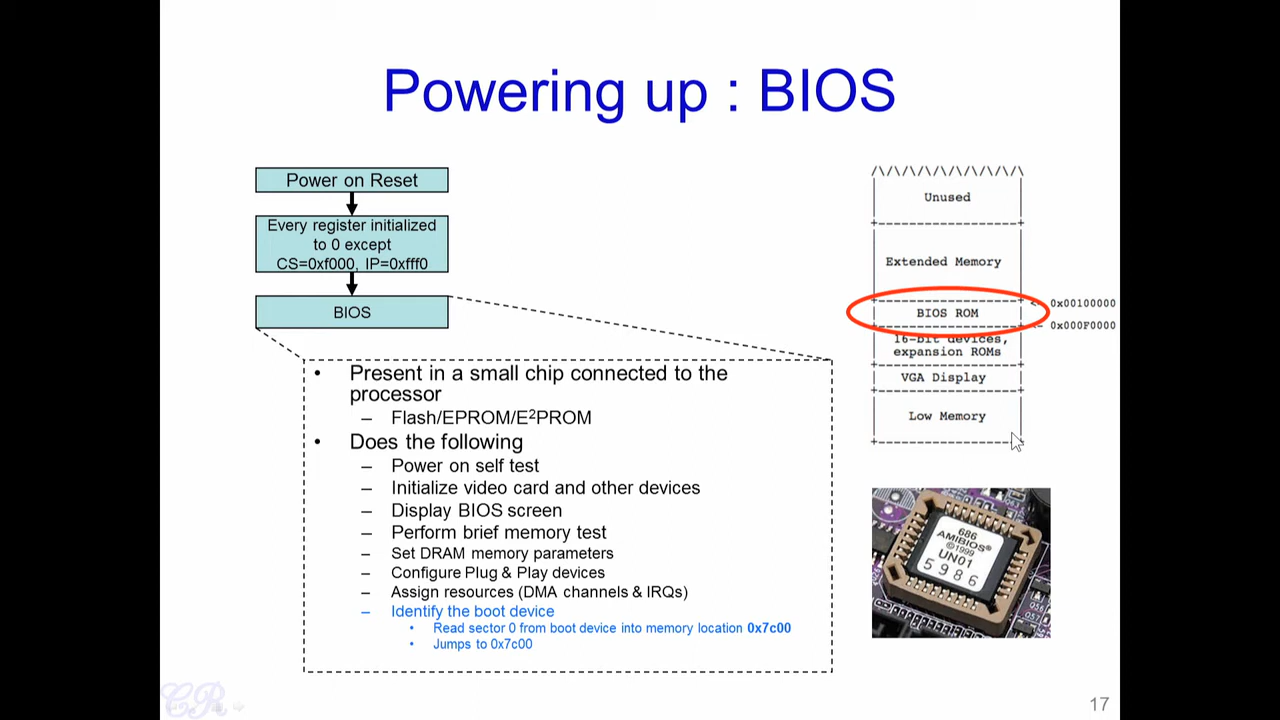 Powering up : BIOS
Power on Reset
Every register initialized
to 0 except
CS=0xf000, IP=0xfff0
BIOS
• Present in a small chip connected to the
processor
– Flash/EPROM/E²PROM
• Does the following
– Power on self test
– Initialize video card and other devices
– Display BIOS screen
– Perform brief memory test
– Set DRAM memory parameters
– Configure Plug & Play devices
– Assign resources (DMA channels & IRQs)
– Identify the boot device
• Read sector 0 from boot device into memory location 0x7c00
• Jumps to 0x7c00
/\/\/\/\/\/\/\/\/\/\
Unused
Extended Memory
<- 0x00100000
BIOS ROM
<- 0x000F0000
16-bit devices,
expansion ROMs
VGA Display
Low Memory
686
AMIBIOS®
©1999
UN01
5986
CR
17